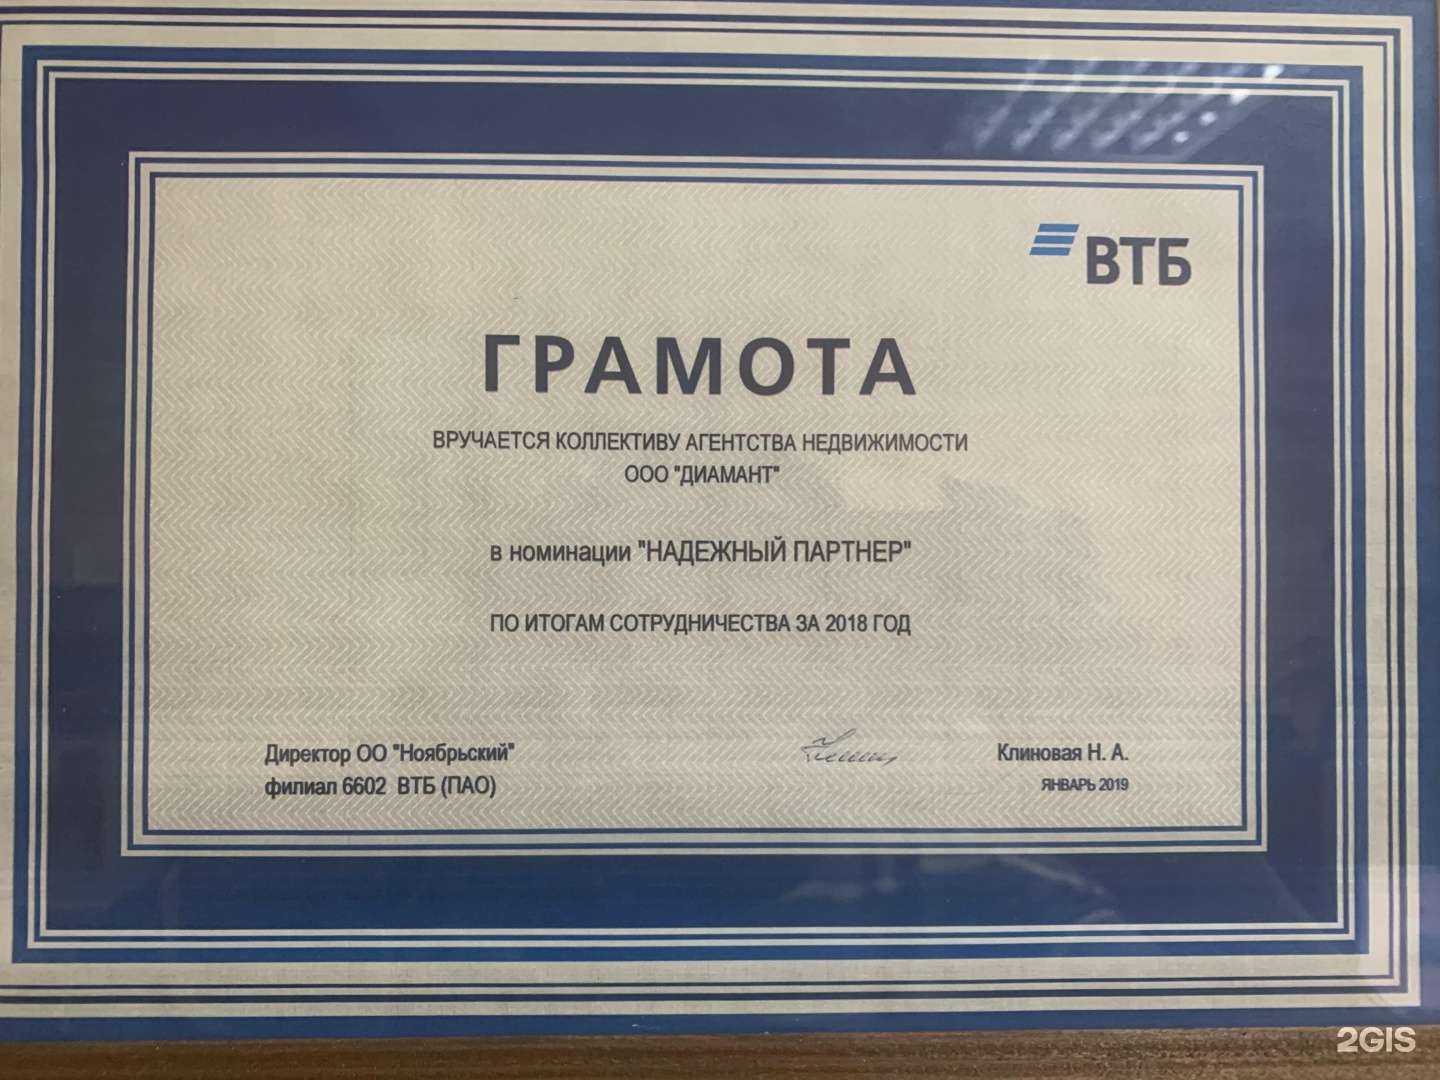 ВТБ
ГРАМОТА
ВРУЧАЕТСЯ КОЛЛЕКТИВУ АГЕНТСТВА НЕДВИЖИМОСТИ
ООО "ДИАМАНТ"
в номинации "НАДЕЖНЫЙ ПАРТНЕР"
ПО ИТОГАМ СОТРУДНИЧЕСТВА ЗА 2018 ГОД
Директор ОО "Ноябрьский" Клиновая Н. А.
филиал 6602 ВТБ (ПАО) ЯНВАРЬ 2019
2GIS